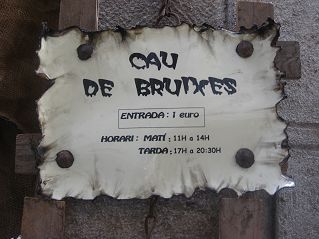 CAU
DE BRUIXES
ENTRADA: 1 euro
HORARI: MATÍ: 11H a 14H
TARDA: 17H a 20:30H